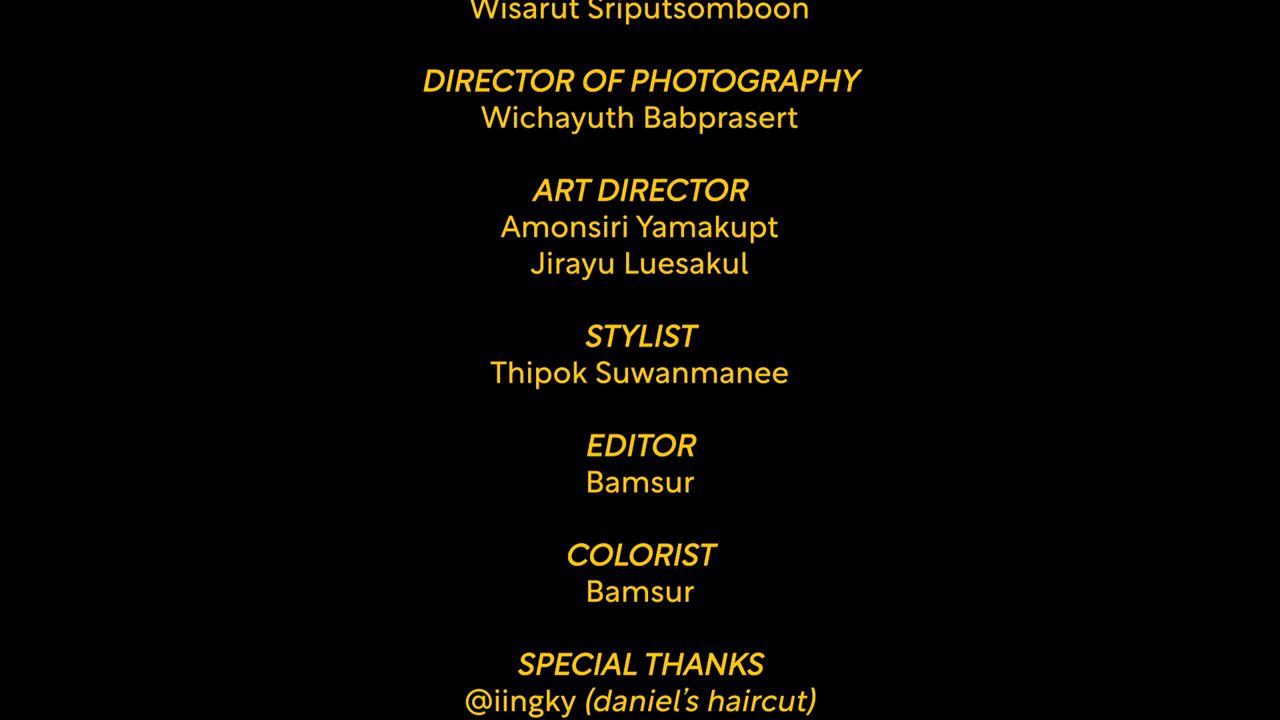 Wisarut Sriputsomboon
DIRECTOR OF PHOTOGRAPHY
Wichayuth Babprasert
ART DIRECTOR
Amonsiri Yamakupt
Jirayu Luesakul
STYLIST
Thipok Suwanmanee
EDITOR
Bamsur
COLORIST
Bamsur
SPECIAL THANKS
@iingky (daniel’s haircut)